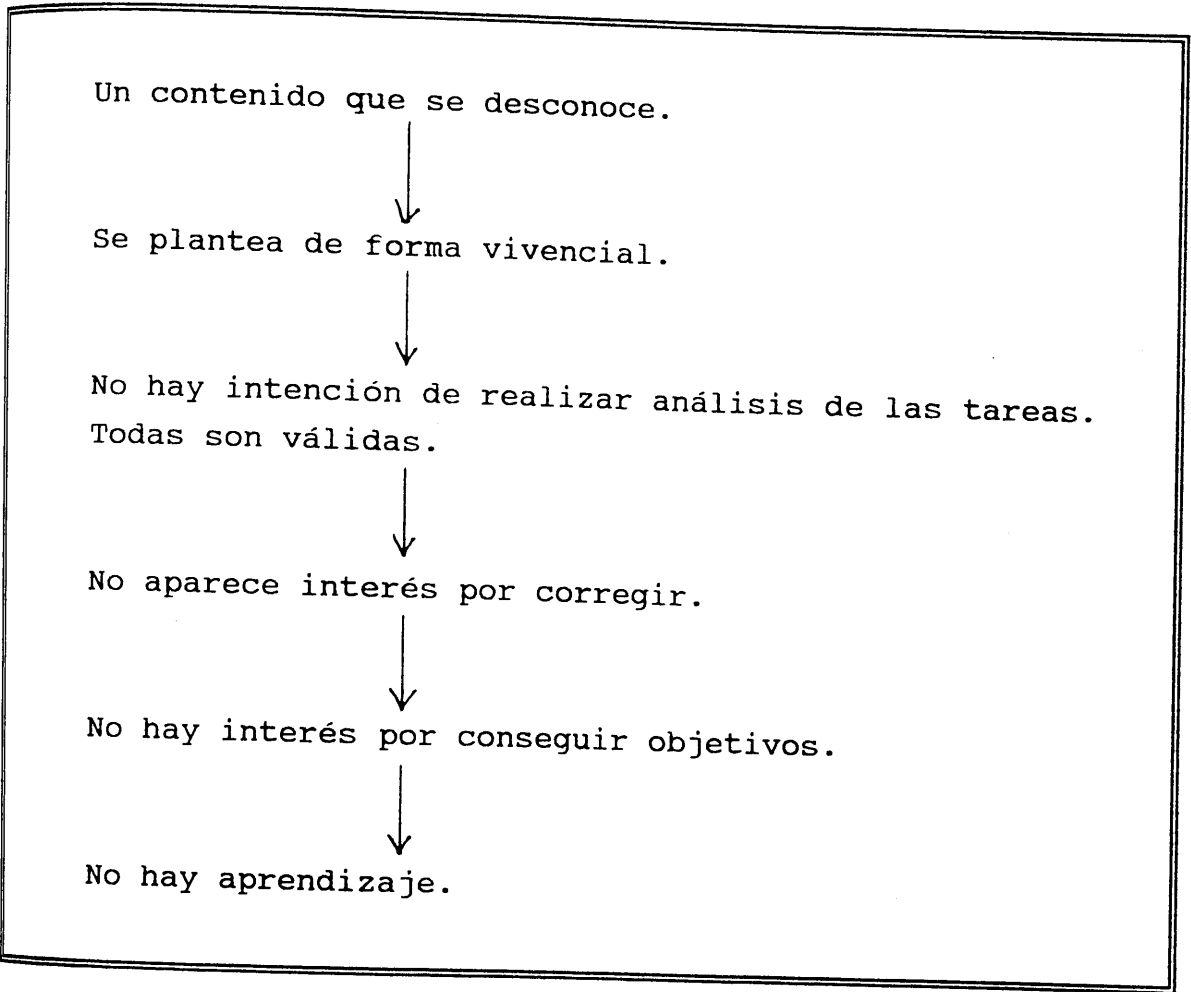 Un contenido que se desconoce.
Se plantea de forma vivencial.
No hay intención de realizar análisis de las tareas.
Todas son válidas.
No aparece interés por corregir.
No hay interés por conseguir objetivos.
No hay aprendizaje.